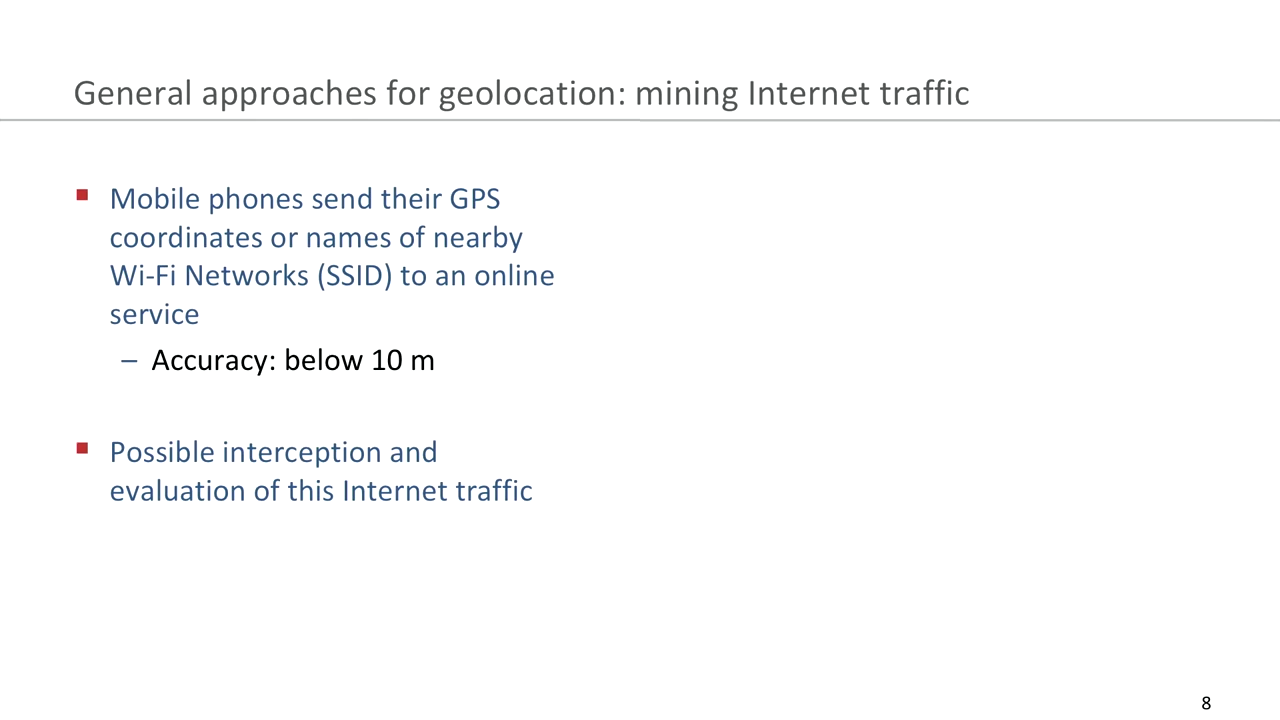 General approaches for geolocation: mining Internet traffic
▪ Mobile phones send their GPS
coordinates or names of nearby
Wi-Fi Networks (SSID) to an online
service
– Accuracy: below 10 m
▪ Possible interception and
evaluation of this Internet traffic
8